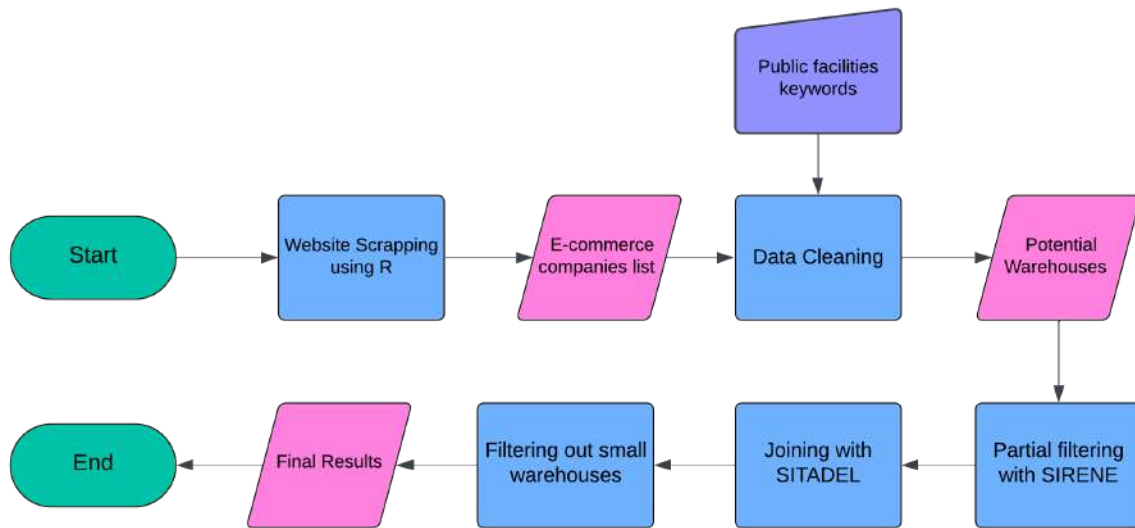 Public facilities
keywords
Start
Website Scrapping
using R
E-commerce
companies list
Data Cleaning
Potential
Warehouses
End
Final Results
Filtering out small
warehouses
Joining with
SITADEL
Partial filtering
with SIRENE